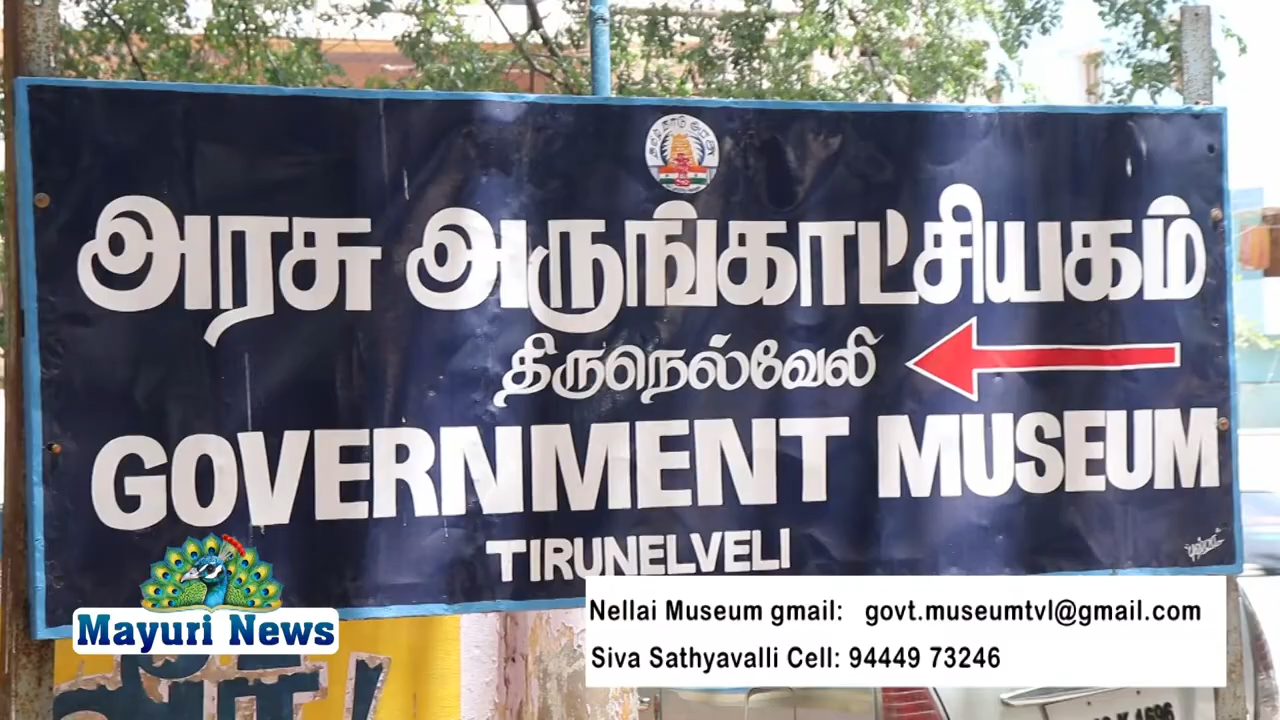 அரசு அருங்காட்சியகம்
திருநெல்வேலி
GOVERNMENT MUSEUM
TIRUNELVELI
Mayuri News
Nellai Museum gmail: govt.museumtvl@gmail.com
Siva Sathyavalli Cell: 94449 73246